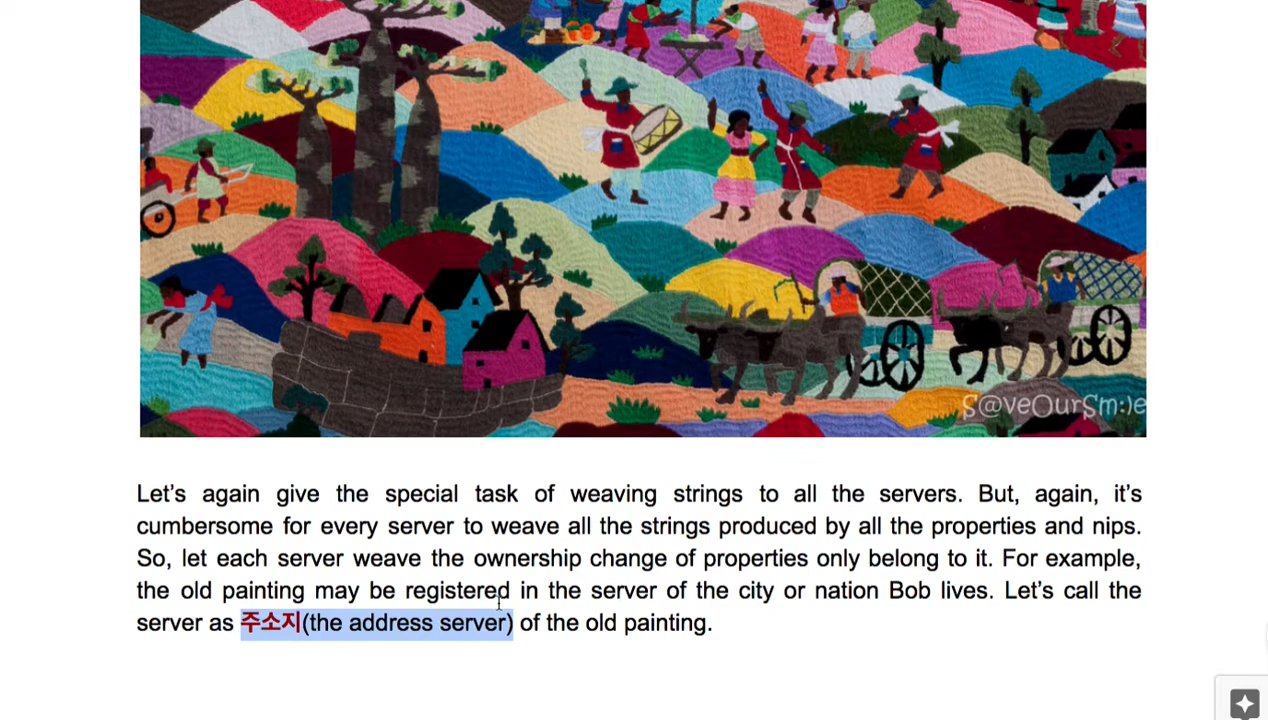 S@veOurSm:)e
Let's again give the special task of weaving strings to all the servers. But, again, it's
cumbersome for every server to weave all the strings produced by all the properties and nips.
So, let each server weave the ownership change of properties only belong to it. For example,
the old painting may be registered in the server of the city or nation Bob lives. Let's call the
server as 주소지(the address server) of the old painting.